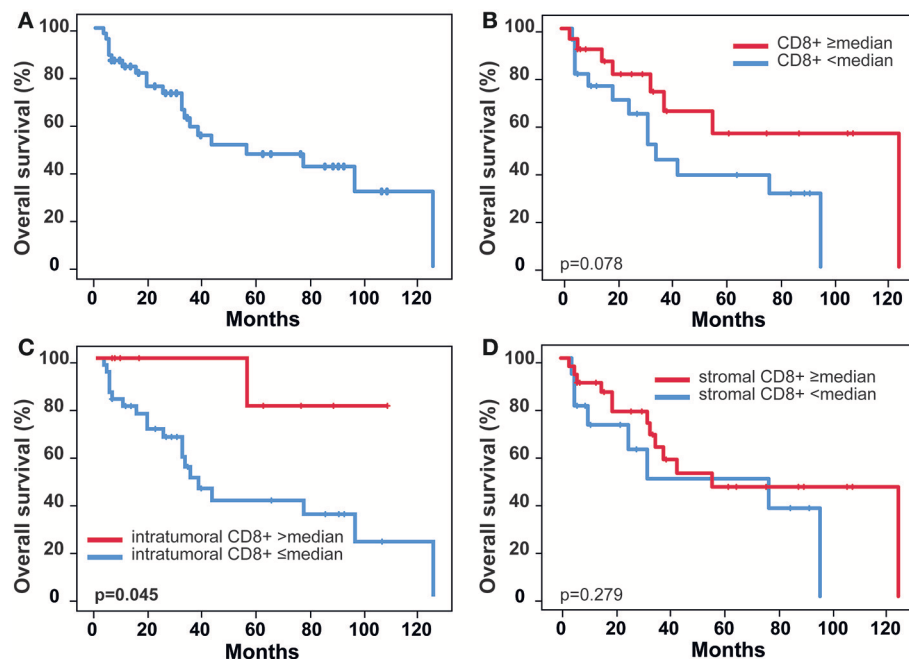 A
100
80
60
40
20
0
Overall survival (%)
0 20 40 60 80 100 120
Months
B
100
80
60
40
20
0
Overall survival (%)
CD8+ ≥median
CD8+ <median
p=0.078
0 20 40 60 80 100 120
Months
C
100
80
60
40
20
0
Overall survival (%)
intratumoral CD8+ >median
intratumoral CD8+ ≤median
p=0.045
0 20 40 60 80 100 120
Months
D
100
80
60
40
20
0
Overall survival (%)
stromal CD8+ ≥median
stromal CD8+ <median
p=0.279
0 20 40 60 80 100 120
Months